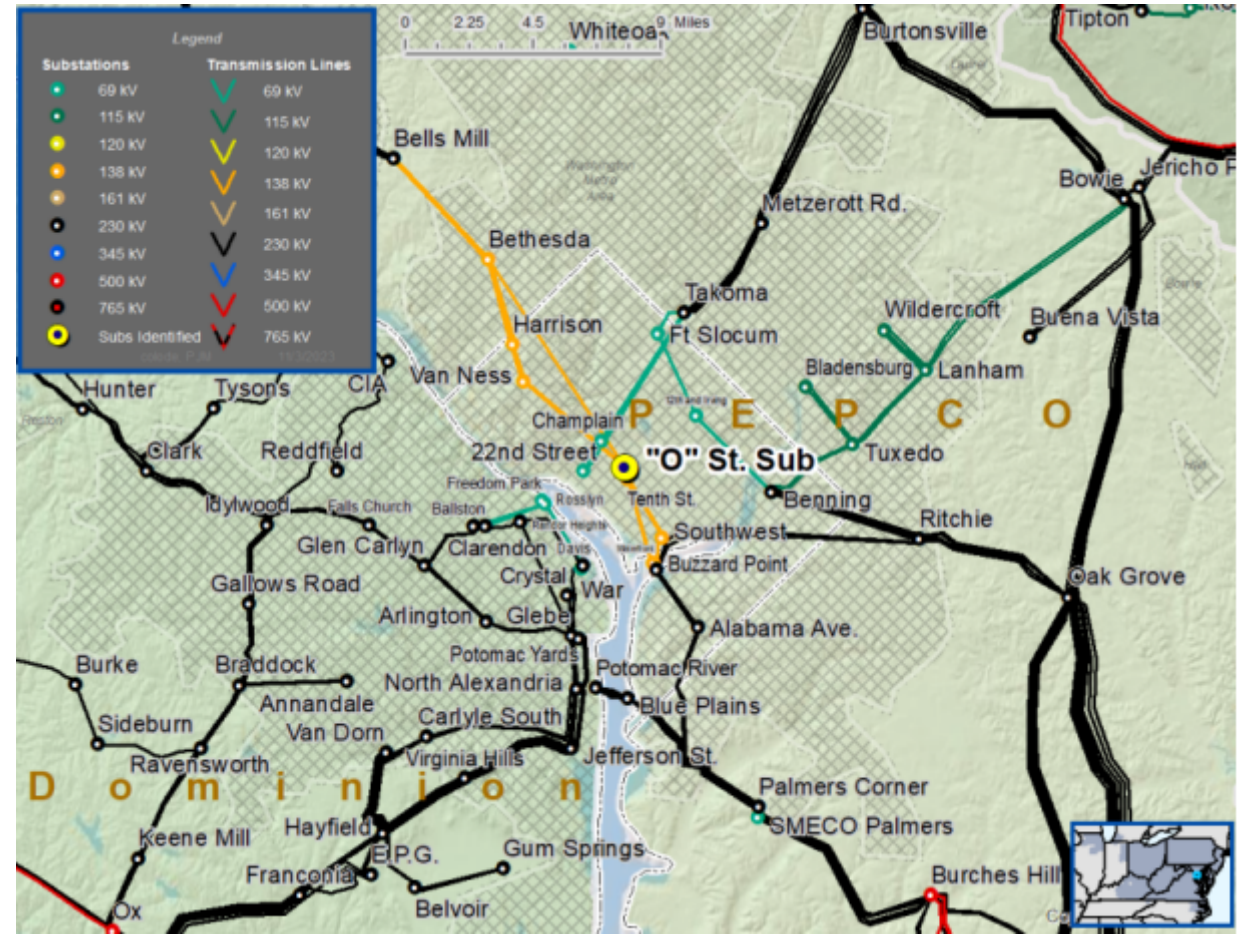 Legend
Substations
Transmission Lines
69 kV
69 kV
115 kV
115 kV
120 kV
120 kV
138 kV
138 kV
161 kV
161 kV
230 kV
230 kV
345 kV
345 kV
500 kV
500 kV
765 kV
765 kV
Subs Identified
11/3/2023
0 2.25 4.5 9 Miles
Whiteoak
Burtonsville
Tipton
Bells Mill
Jericho P
Bowie
Metzerott Rd.
Bethesda
Takoma
Wildercroft
Buena Vista
Harrison
Ft Slocum
Hunter
Tysons
CIA
Van Ness
Bladensburg
Lanham
P E P C O
Champlain
Clark
Reddfield
22nd Street
"O" St. Sub
Tuxedo
Freedom Park
Rosslyn
Tenth St.
Benning
Idylwood
Falls Church
Ballston
Ritchie
Southwest
Glen Carlyn
Clarendon
Davis
Buzzard Point
Gallows Road
Crystal
War
Oak Grove
Arlington
Glebe
Alabama Ave.
Burke
Braddock
Potomac Yards
Potomac River
Annandale
North Alexandria
Blue Plains
Sideburn
Van Dorn
Carlyle South
Ravensworth
Virginia Hills
Jefferson St.
D o m i n i o n
Palmers Corner
Keene Mill
Hayfield
SMECO Palmers
E.P.G.
Gum Springs
Franconia
Burches Hill
Ox
Belvoir